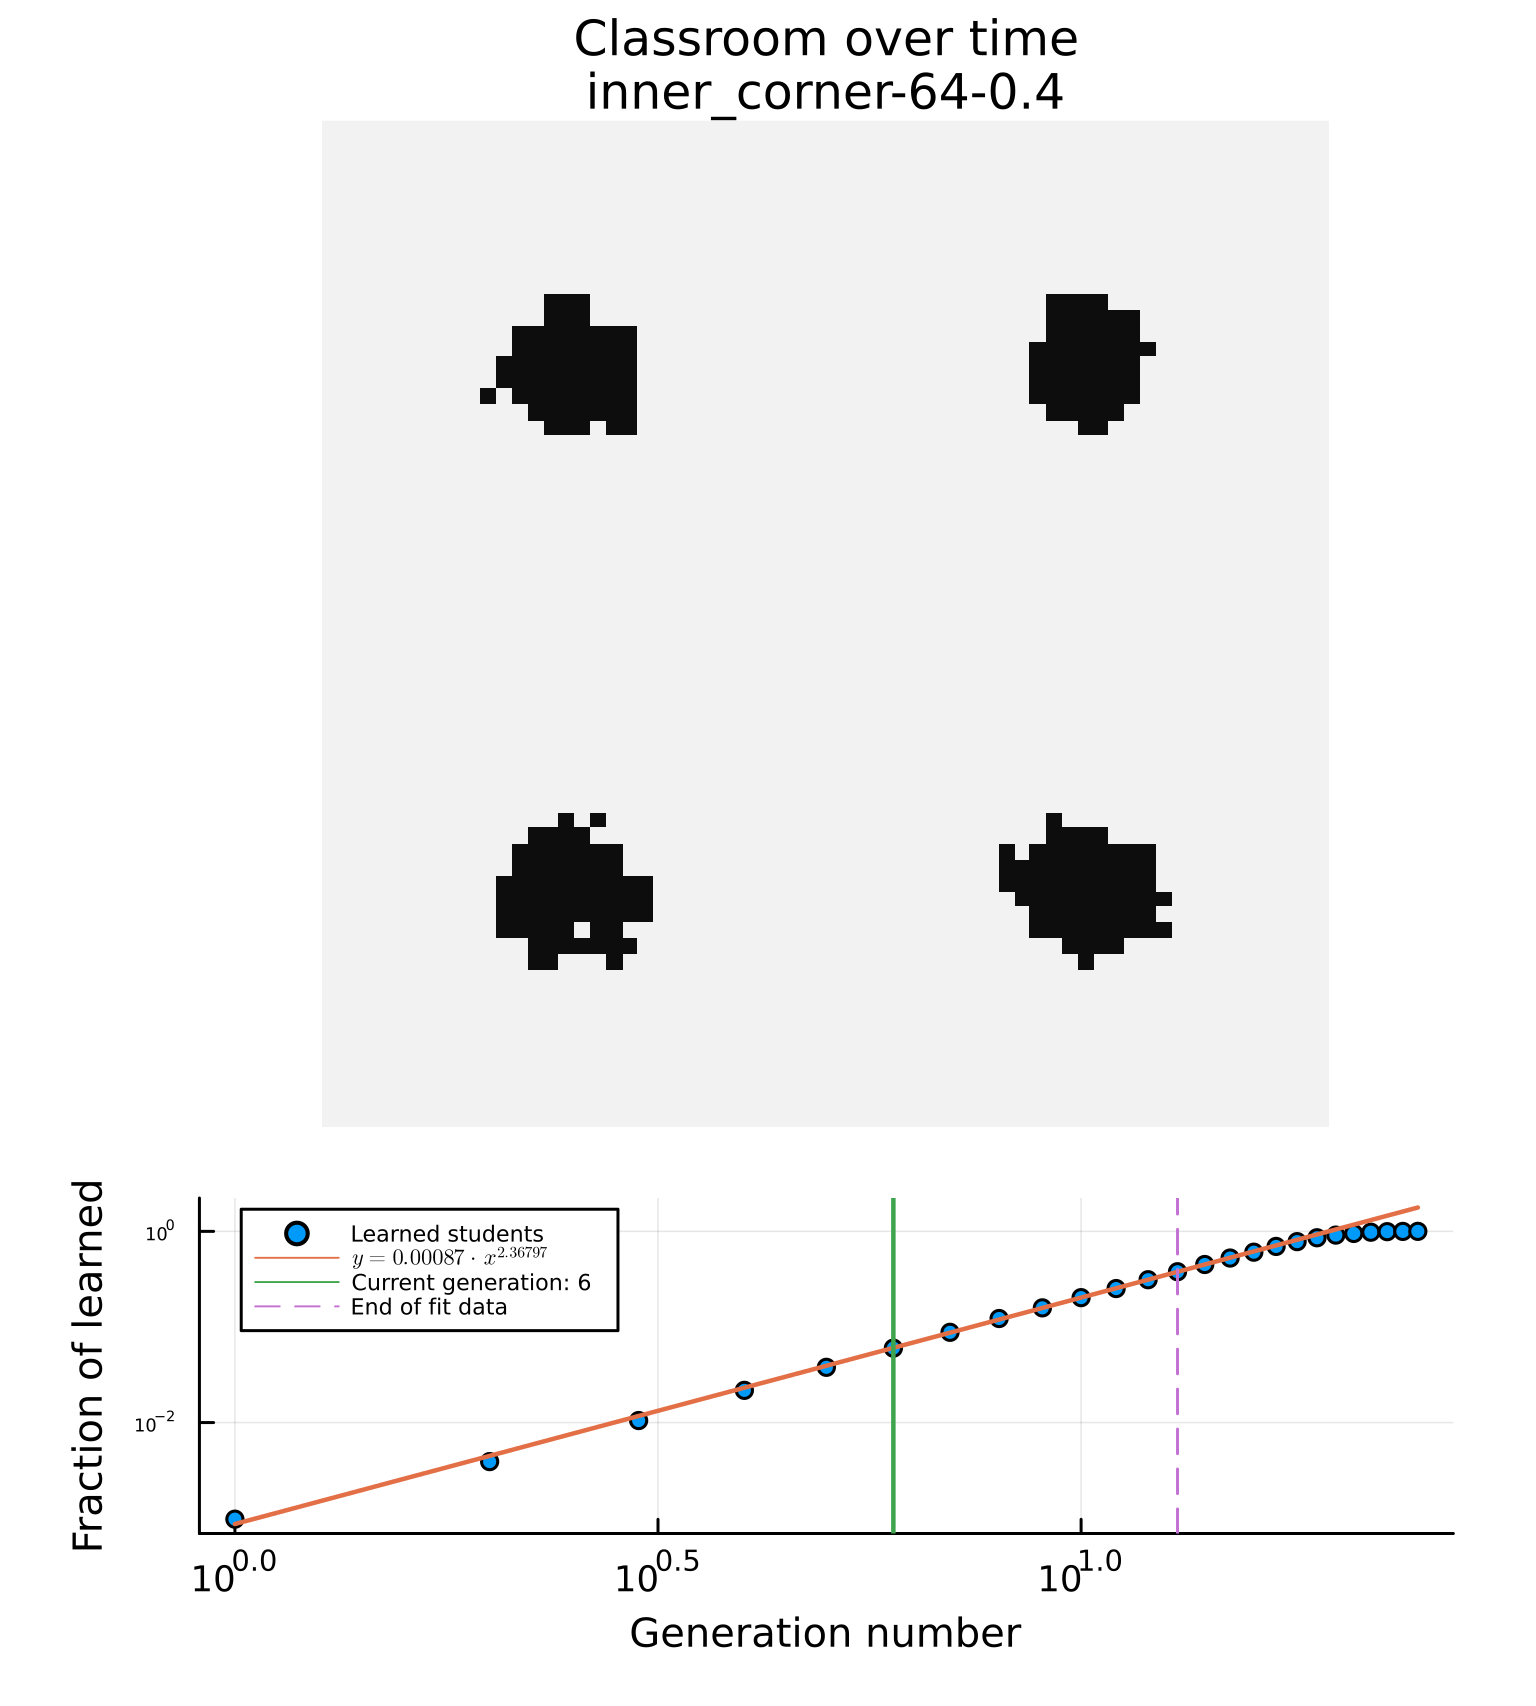 Classroom over time
inner_corner-64-0.4
Fraction of learned
10^0
10^−2
Learned students
y = 0.00087 · x^2.36797
Current generation: 6
End of fit data
10^0.0 10^0.5 10^1.0
Generation number